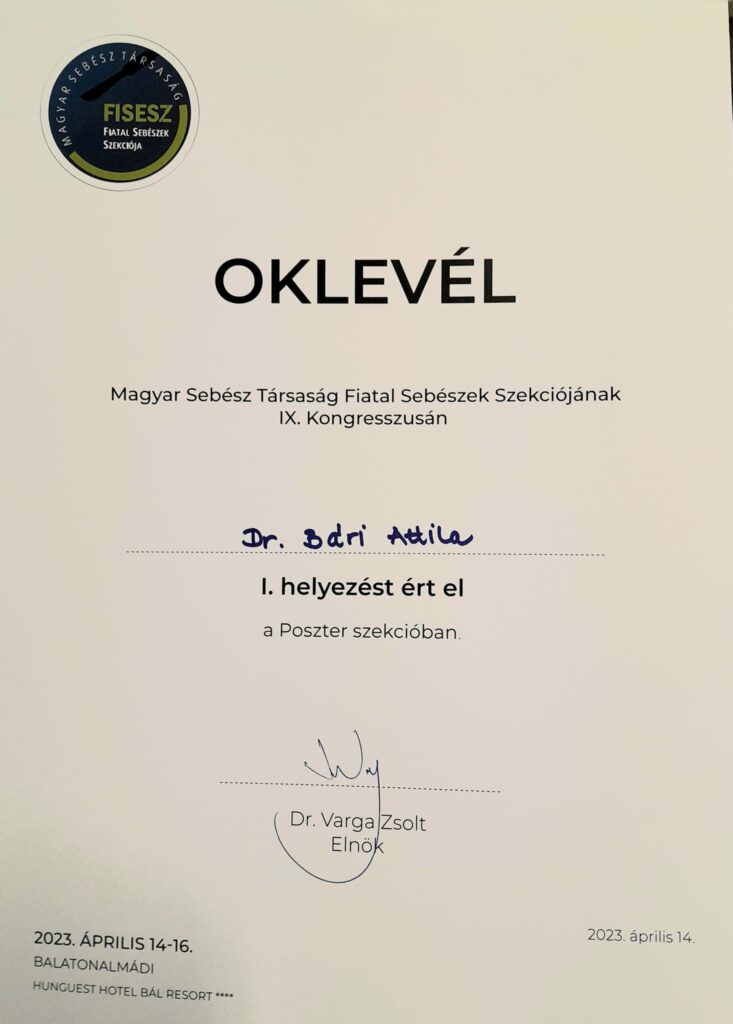 MAGYAR SEBÉSZ TÁRSASÁG
FISESZ
FIATAL SEBÉSZEK
SZEKCIÓJA
OKLEVÉL
Magyar Sebész Társaság Fiatal Sebészek Szekciójának
IX. Kongresszusán
Dr. Bári Attila
I. helyezést ért el
a Poszter szekcióban.
Dr. Varga Zsolt
Elnök
2023. ÁPRILIS 14-16.
BALATONALMÁDI
HUNGUEST HOTEL BÁL RESORT ****
2023. április 14.